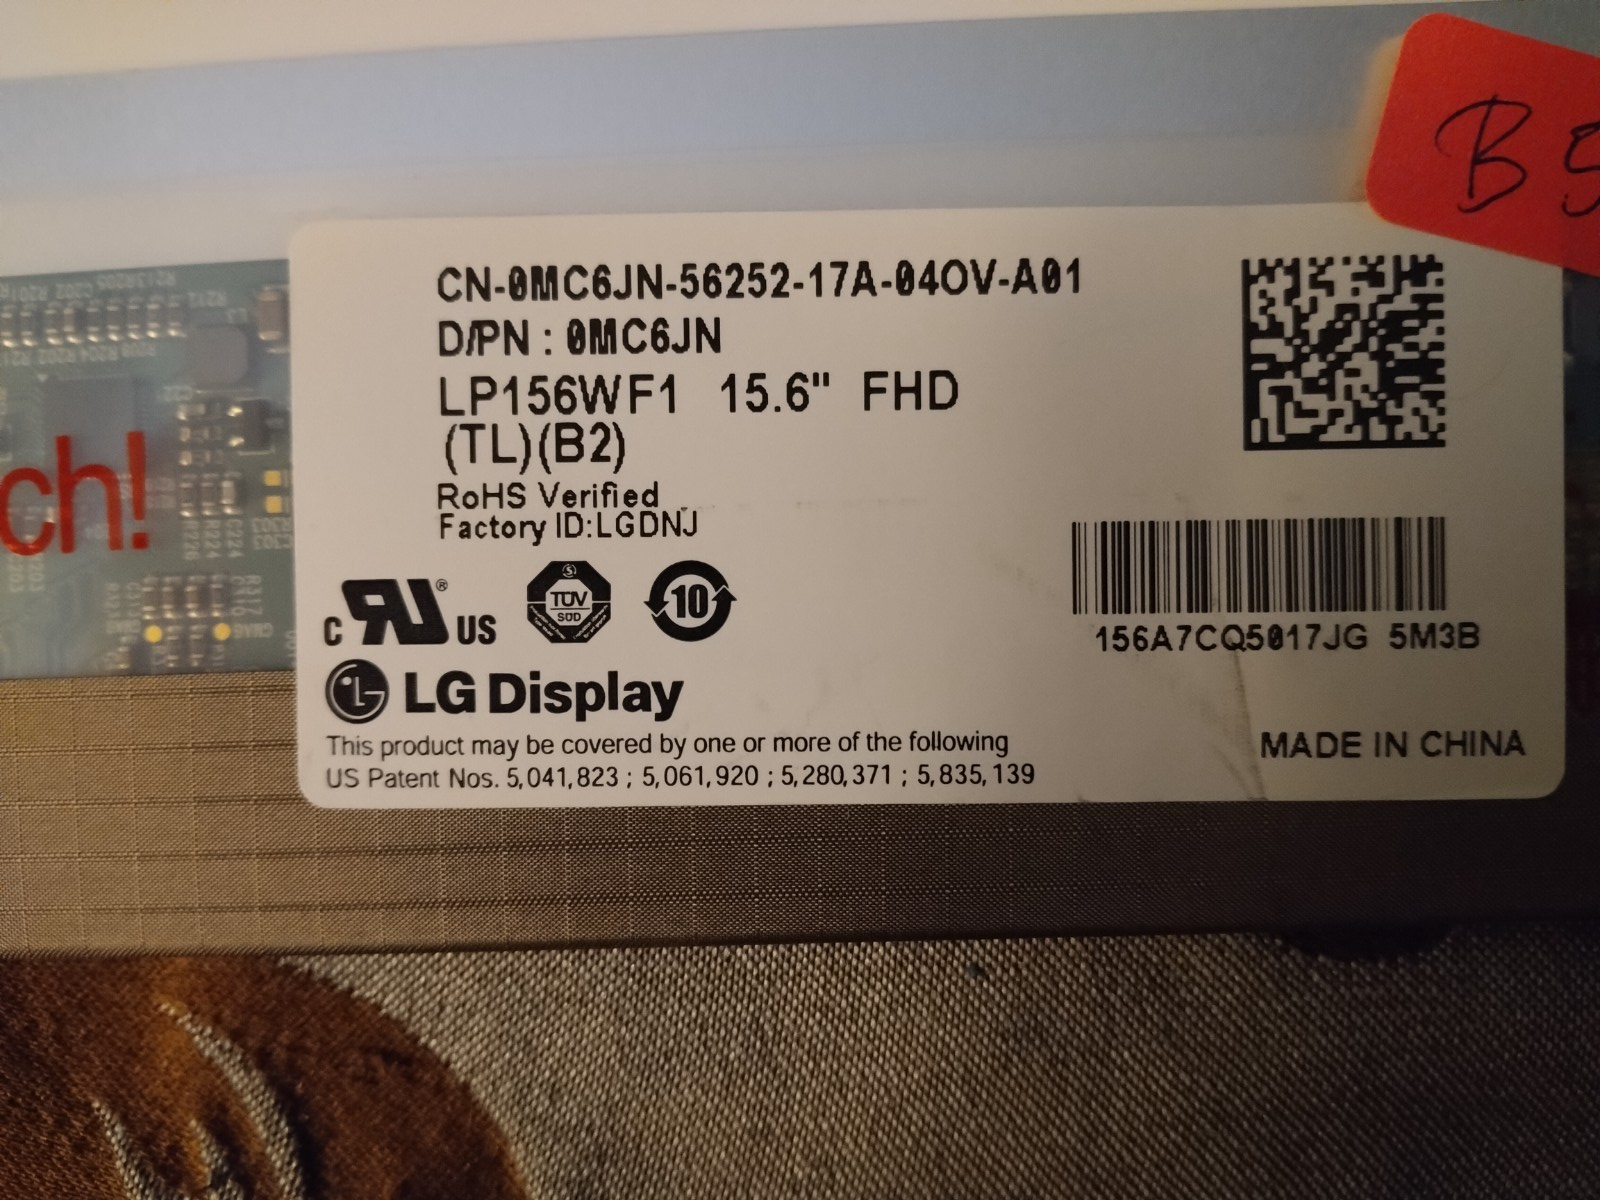 B 5
CN-0MC6JN-56252-17A-04OV-A01
D/PN : 0MC6JN
LP156WF1 15.6" FHD
(TL)(B2)
RoHS Verified
Factory ID:LGDNJ
ch!
c RU ® US
TÜV
SÜD
10
156A7CQ5017JG 5M3B
LG Display
MADE IN CHINA
This product may be covered by one or more of the following
US Patent Nos. 5,041,823 ; 5,061,920 ; 5,280,371 ; 5,835,139